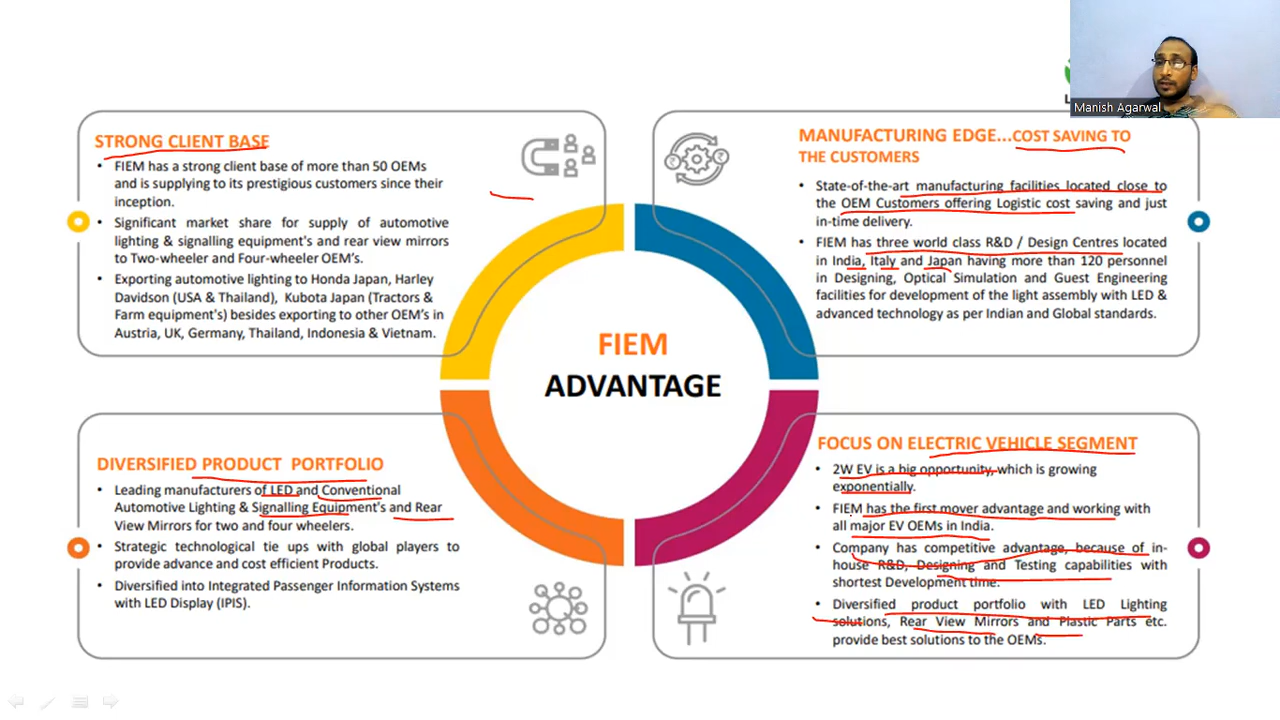 Manish Agarwal
STRONG CLIENT BASE
• FIEM has a strong client base of more than 50 OEMs
and is supplying to its prestigious customers since their
inception.
• Significant market share for supply of automotive
lighting & signalling equipment's and rear view mirrors
to Two-wheeler and Four-wheeler OEM's.
• Exporting automotive lighting to Honda Japan, Harley
Davidson (USA & Thailand), Kubota Japan (Tractors &
Farm equipment's) besides exporting to other OEM's in
Austria, UK, Germany, Thailand, Indonesia & Vietnam.
MANUFACTURING EDGE...COST SAVING TO
THE CUSTOMERS
• State-of-the-art manufacturing facilities located close to
the OEM Customers offering Logistic cost saving and just
in-time delivery.
• FIEM has three world class R&D / Design Centres located
in India, Italy and Japan having more than 120 personnel
in Designing, Optical Simulation and Guest Engineering
facilities for development of the light assembly with LED &
advanced technology as per Indian and Global standards.
FIEM
ADVANTAGE
DIVERSIFIED PRODUCT PORTFOLIO
• Leading manufacturers of LED and Conventional
Automotive Lighting & Signalling Equipment's and Rear
View Mirrors for two and four wheelers.
• Strategic technological tie ups with global players to
provide advance and cost efficient Products.
• Diversified into Integrated Passenger Information Systems
with LED Display (IPIS).
FOCUS ON ELECTRIC VEHICLE SEGMENT
• 2W EV is a big opportunity, which is growing
exponentially.
• FIEM has the first mover advantage and working with
all major EV OEMs in India.
• Company has competitive advantage, because of in-
house R&D, Designing and Testing capabilities with
shortest Development time.
• Diversified product portfolio with LED Lighting
solutions, Rear View Mirrors and Plastic Parts etc.
provide best solutions to the OEMs.